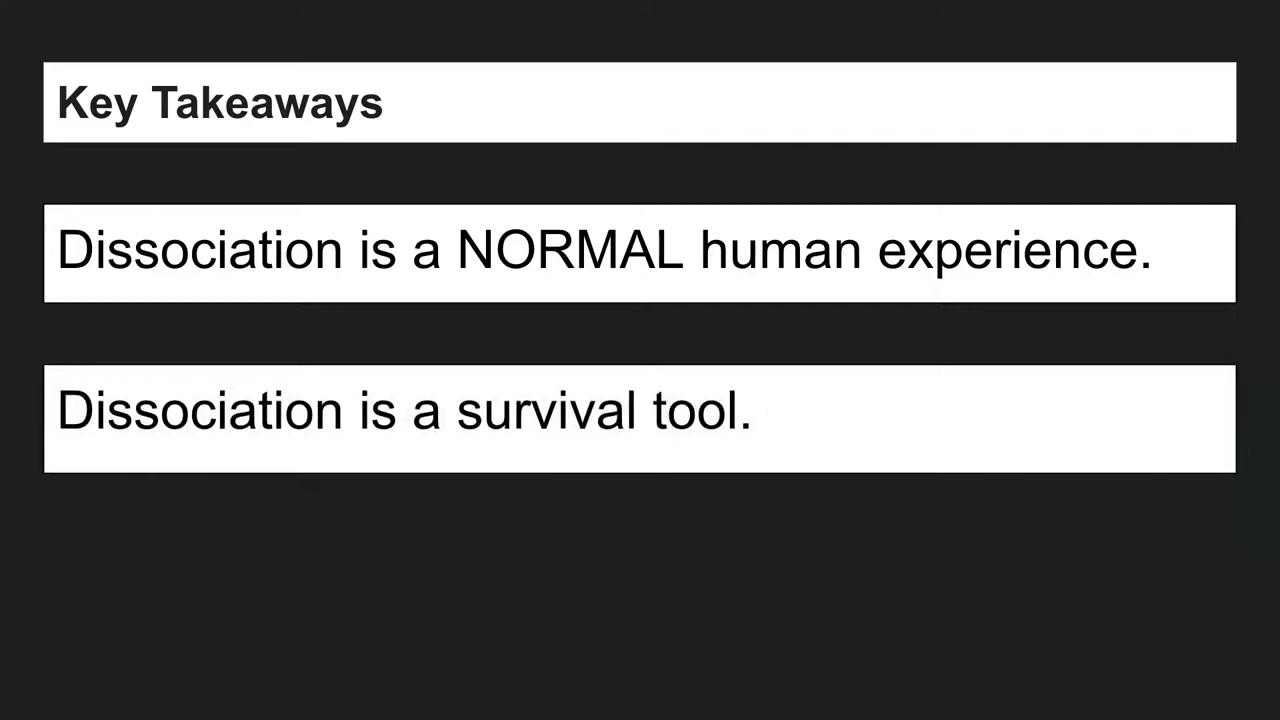 Key Takeaways
Dissociation is a NORMAL human experience.
Dissociation is a survival tool.